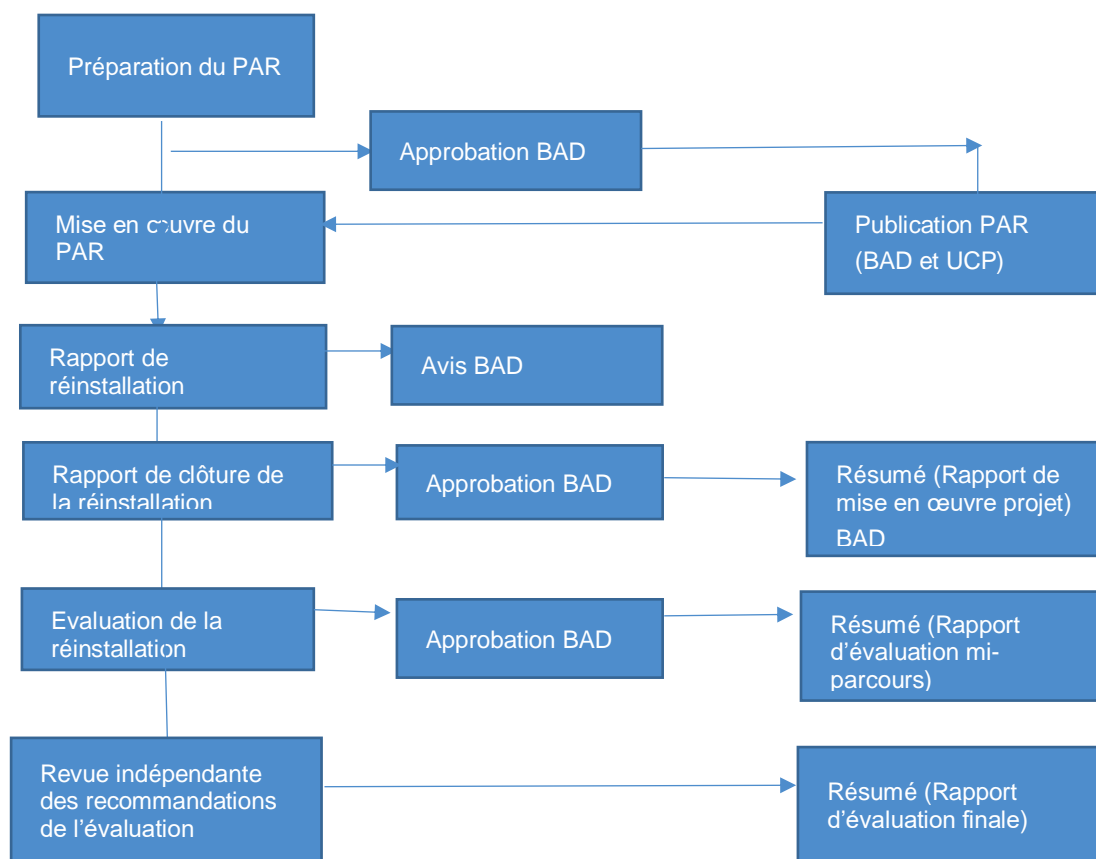 Préparation du PAR
Approbation BAD
Mise en œuvre du
PAR
Publication PAR
(BAD et UCP)
Rapport de
réinstallation
Avis BAD
Rapport de clôture de
la réinstallation
Approbation BAD
Résumé (Rapport de
mise en œuvre projet)
BAD
Evaluation de la
réinstallation
Approbation BAD
Résumé (Rapport
d'évaluation mi-
parcours)
Revue indépendante
des recommandations
de l'évaluation
Résumé (Rapport
d'évaluation finale)